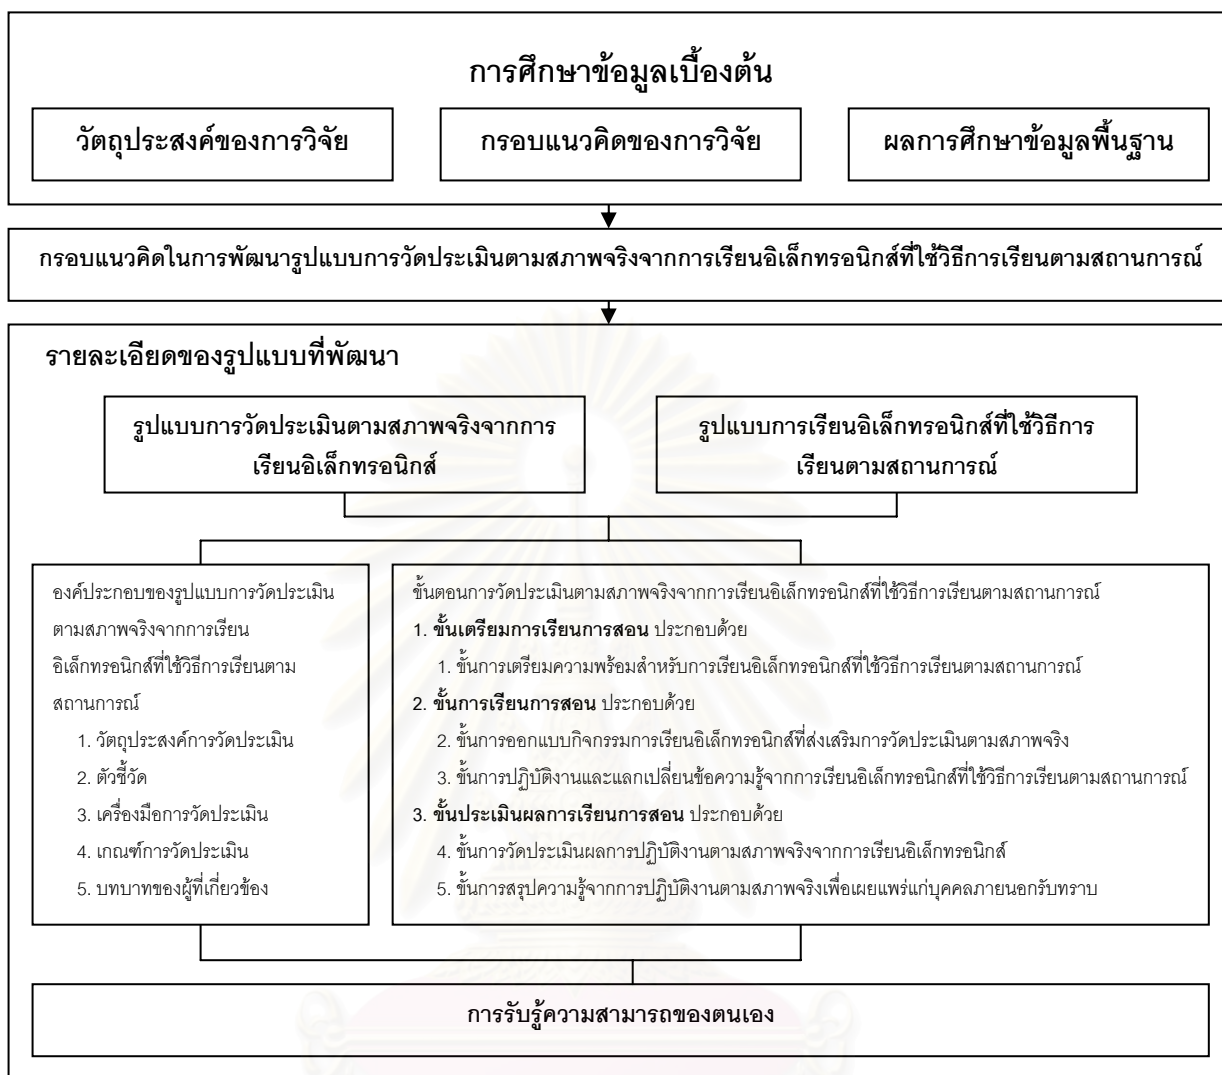 การศึกษาข้อมูลเบื้องต้น
วัตถุประสงค์ของการวิจัย
กรอบแนวคิดของการวิจัย
ผลการศึกษาข้อมูลพื้นฐาน
กรอบแนวคิดในการพัฒนารูปแบบการวัดประเมินตามสภาพจริงจากการเรียนอิเล็กทรอนิกส์ที่ใช้วิธีการเรียนตามสถานการณ์
รายละเอียดของรูปแบบที่พัฒนา
รูปแบบการวัดประเมินตามสภาพจริงจากการ
เรียนอิเล็กทรอนิกส์
รูปแบบการเรียนอิเล็กทรอนิกส์ที่ใช้วิธีการ
เรียนตามสถานการณ์
องค์ประกอบของรูปแบบการวัดประเมิน
ตามสภาพจริงจากการเรียน
อิเล็กทรอนิกส์ที่ใช้วิธีการเรียนตาม
สถานการณ์
1. วัตถุประสงค์การวัดประเมิน
2. ตัวชี้วัด
3. เครื่องมือการวัดประเมิน
4. เกณฑ์การวัดประเมิน
5. บทบาทของผู้ที่เกี่ยวข้อง
ขั้นตอนการวัดประเมินตามสภาพจริงจากการเรียนอิเล็กทรอนิกส์ที่ใช้วิธีการเรียนตามสถานการณ์
1. ขั้นเตรียมการเรียนการสอน ประกอบด้วย
1. ขั้นการเตรียมความพร้อมสำหรับการเรียนอิเล็กทรอนิกส์ที่ใช้วิธีการเรียนตามสถานการณ์
2. ขั้นการเรียนการสอน ประกอบด้วย
2. ขั้นการออกแบบกิจกรรมการเรียนอิเล็กทรอนิกส์ที่ส่งเสริมการวัดประเมินตามสภาพจริง
3. ขั้นการปฏิบัติงานและแลกเปลี่ยนข้อความรู้จากการเรียนอิเล็กทรอนิกส์ที่ใช้วิธีการเรียนตามสถานการณ์
3. ขั้นประเมินผลการเรียนการสอน ประกอบด้วย
4. ขั้นการวัดประเมินผลการปฏิบัติงานตามสภาพจริงจากการเรียนอิเล็กทรอนิกส์
5. ขั้นการสรุปความรู้จากการปฏิบัติงานตามสภาพจริงเพื่อเผยแพร่แก่บุคคลภายนอกรับทราบ
การรับรู้ความสามารถของตนเอง